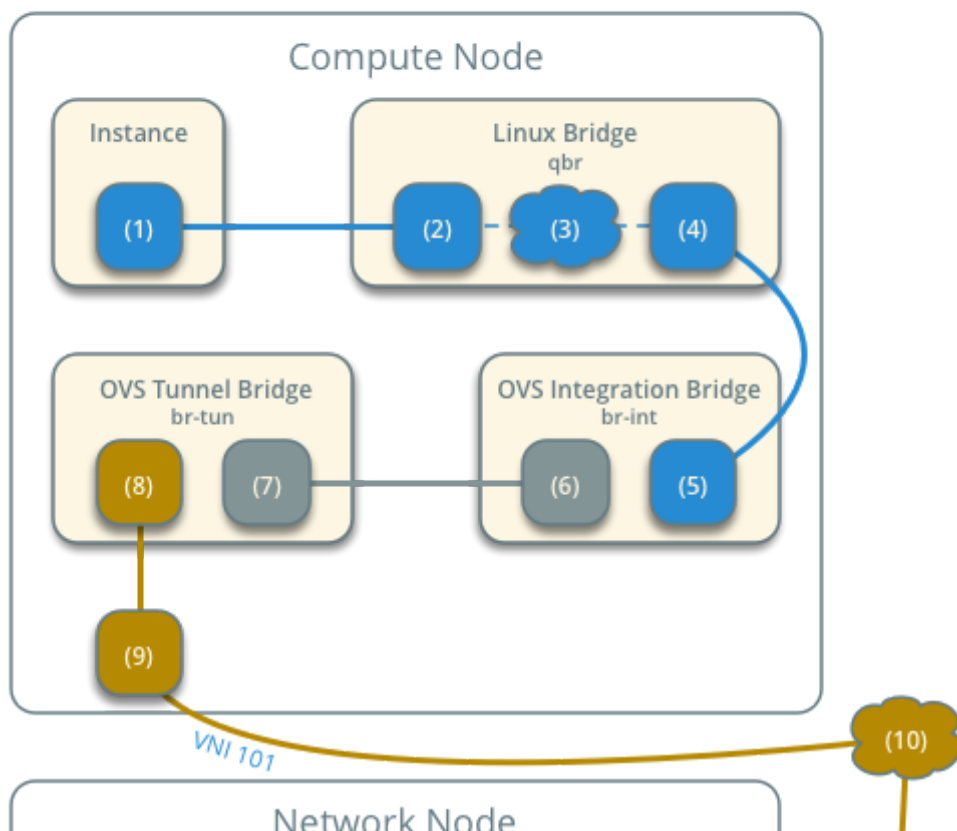 Compute Node
Instance
Linux Bridge
qbr
(1)
(2)
(3)
(4)
OVS Tunnel Bridge
br-tun
OVS Integration Bridge
br-int
(8)
(7)
(6)
(5)
(9)
VNI 101
(10)
Network Node